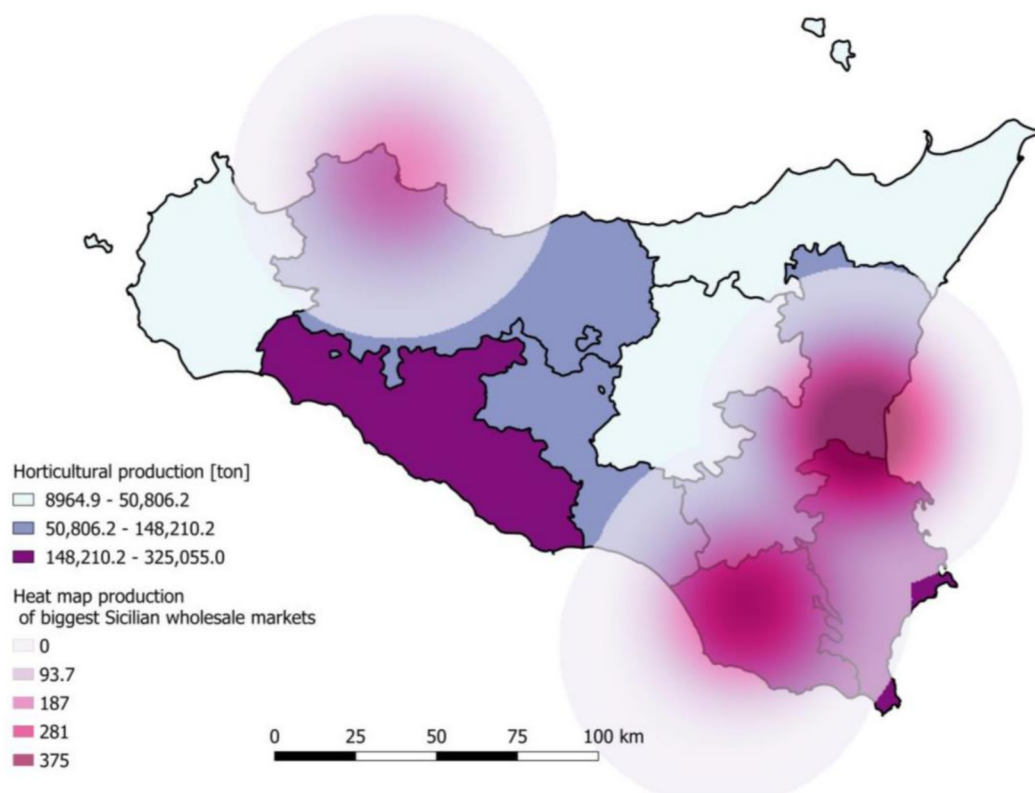 Horticultural production [ton]
8964.9 - 50,806.2
50,806.2 - 148,210.2
148,210.2 - 325,055.0
Heat map production
of biggest Sicilian wholesale markets
0
93.7
187
281
375
0 25 50 75 100 km